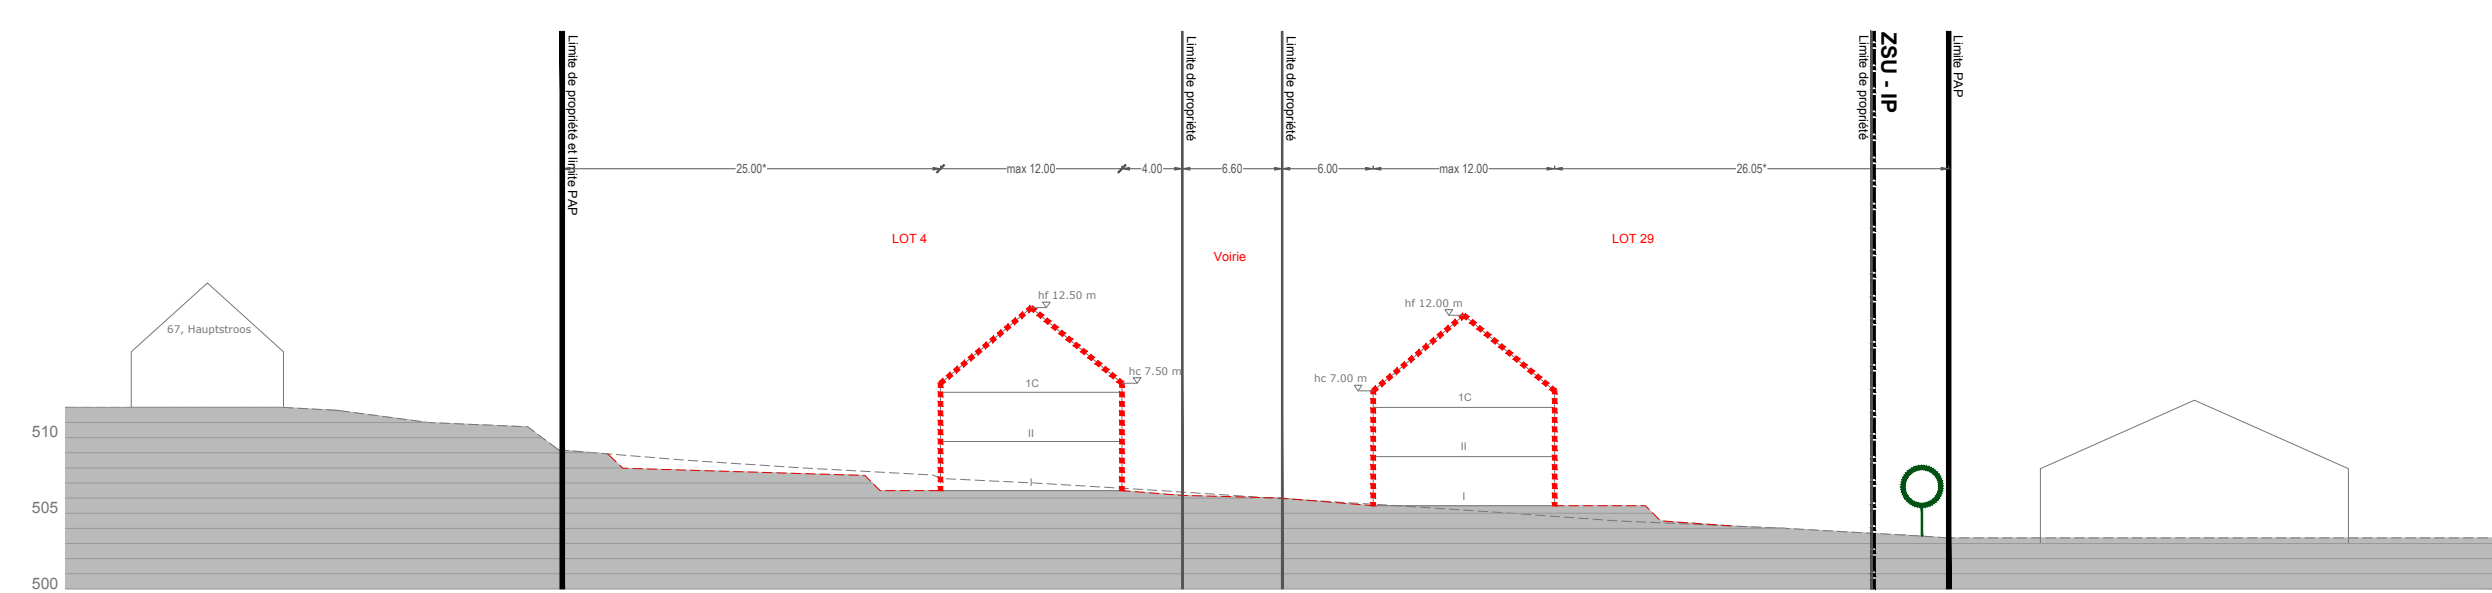 Limite de propriété et limite PAP
Limite de propriété
Limite de propriété
Limite de propriété
ZSU - IP
Limite PAP
25.00*
max 12.00
4.00
6.60
6.00
max 12.00
26.05*
LOT 4
Voirie
LOT 29
67, Hauptstroos
hf 12.50 m
hc 7.50 m
1C
II
I
hf 12.00 m
hc 7.00 m
1C
II
I
510
505
500